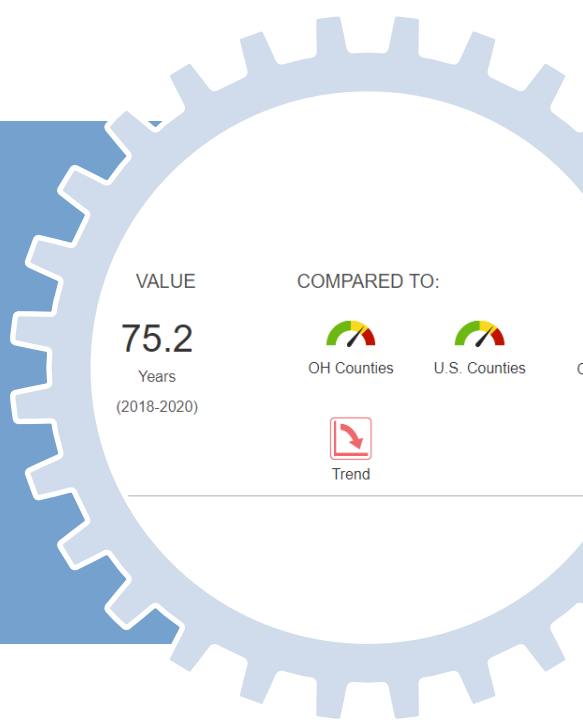 VALUE
COMPARED TO:
75.2
Years
(2018-2020)
OH Counties
U.S. Counties
Trend